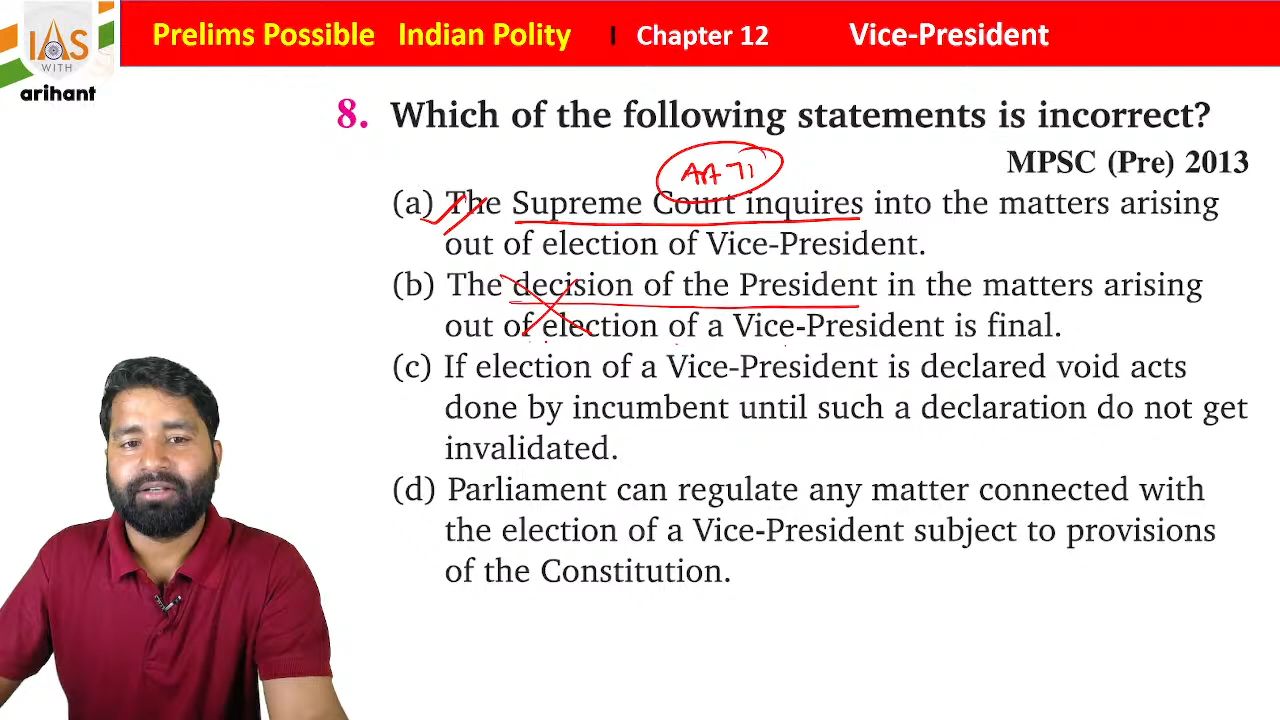 Prelims Possible Indian Polity | Chapter 12 Vice-President
IAS
WITH
arihant
8. Which of the following statements is incorrect?
MPSC (Pre) 2013
Art 71
(a) The Supreme Court inquires into the matters arising
out of election of Vice-President.
(b) The decision of the President in the matters arising
out of election of a Vice-President is final.
(c) If election of a Vice-President is declared void acts
done by incumbent until such a declaration do not get
invalidated.
(d) Parliament can regulate any matter connected with
the election of a Vice-President subject to provisions
of the Constitution.